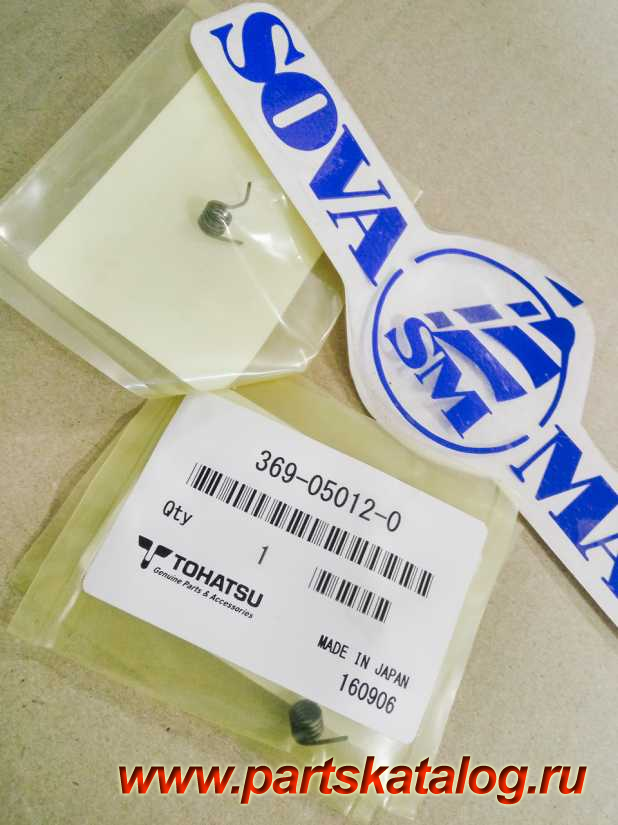 SOVA
SM
MA
369-05012-0
Qty
1
TOHATSU
Genuine Parts & Accessories
MADE IN JAPAN
160906
www.partskatalog.ru